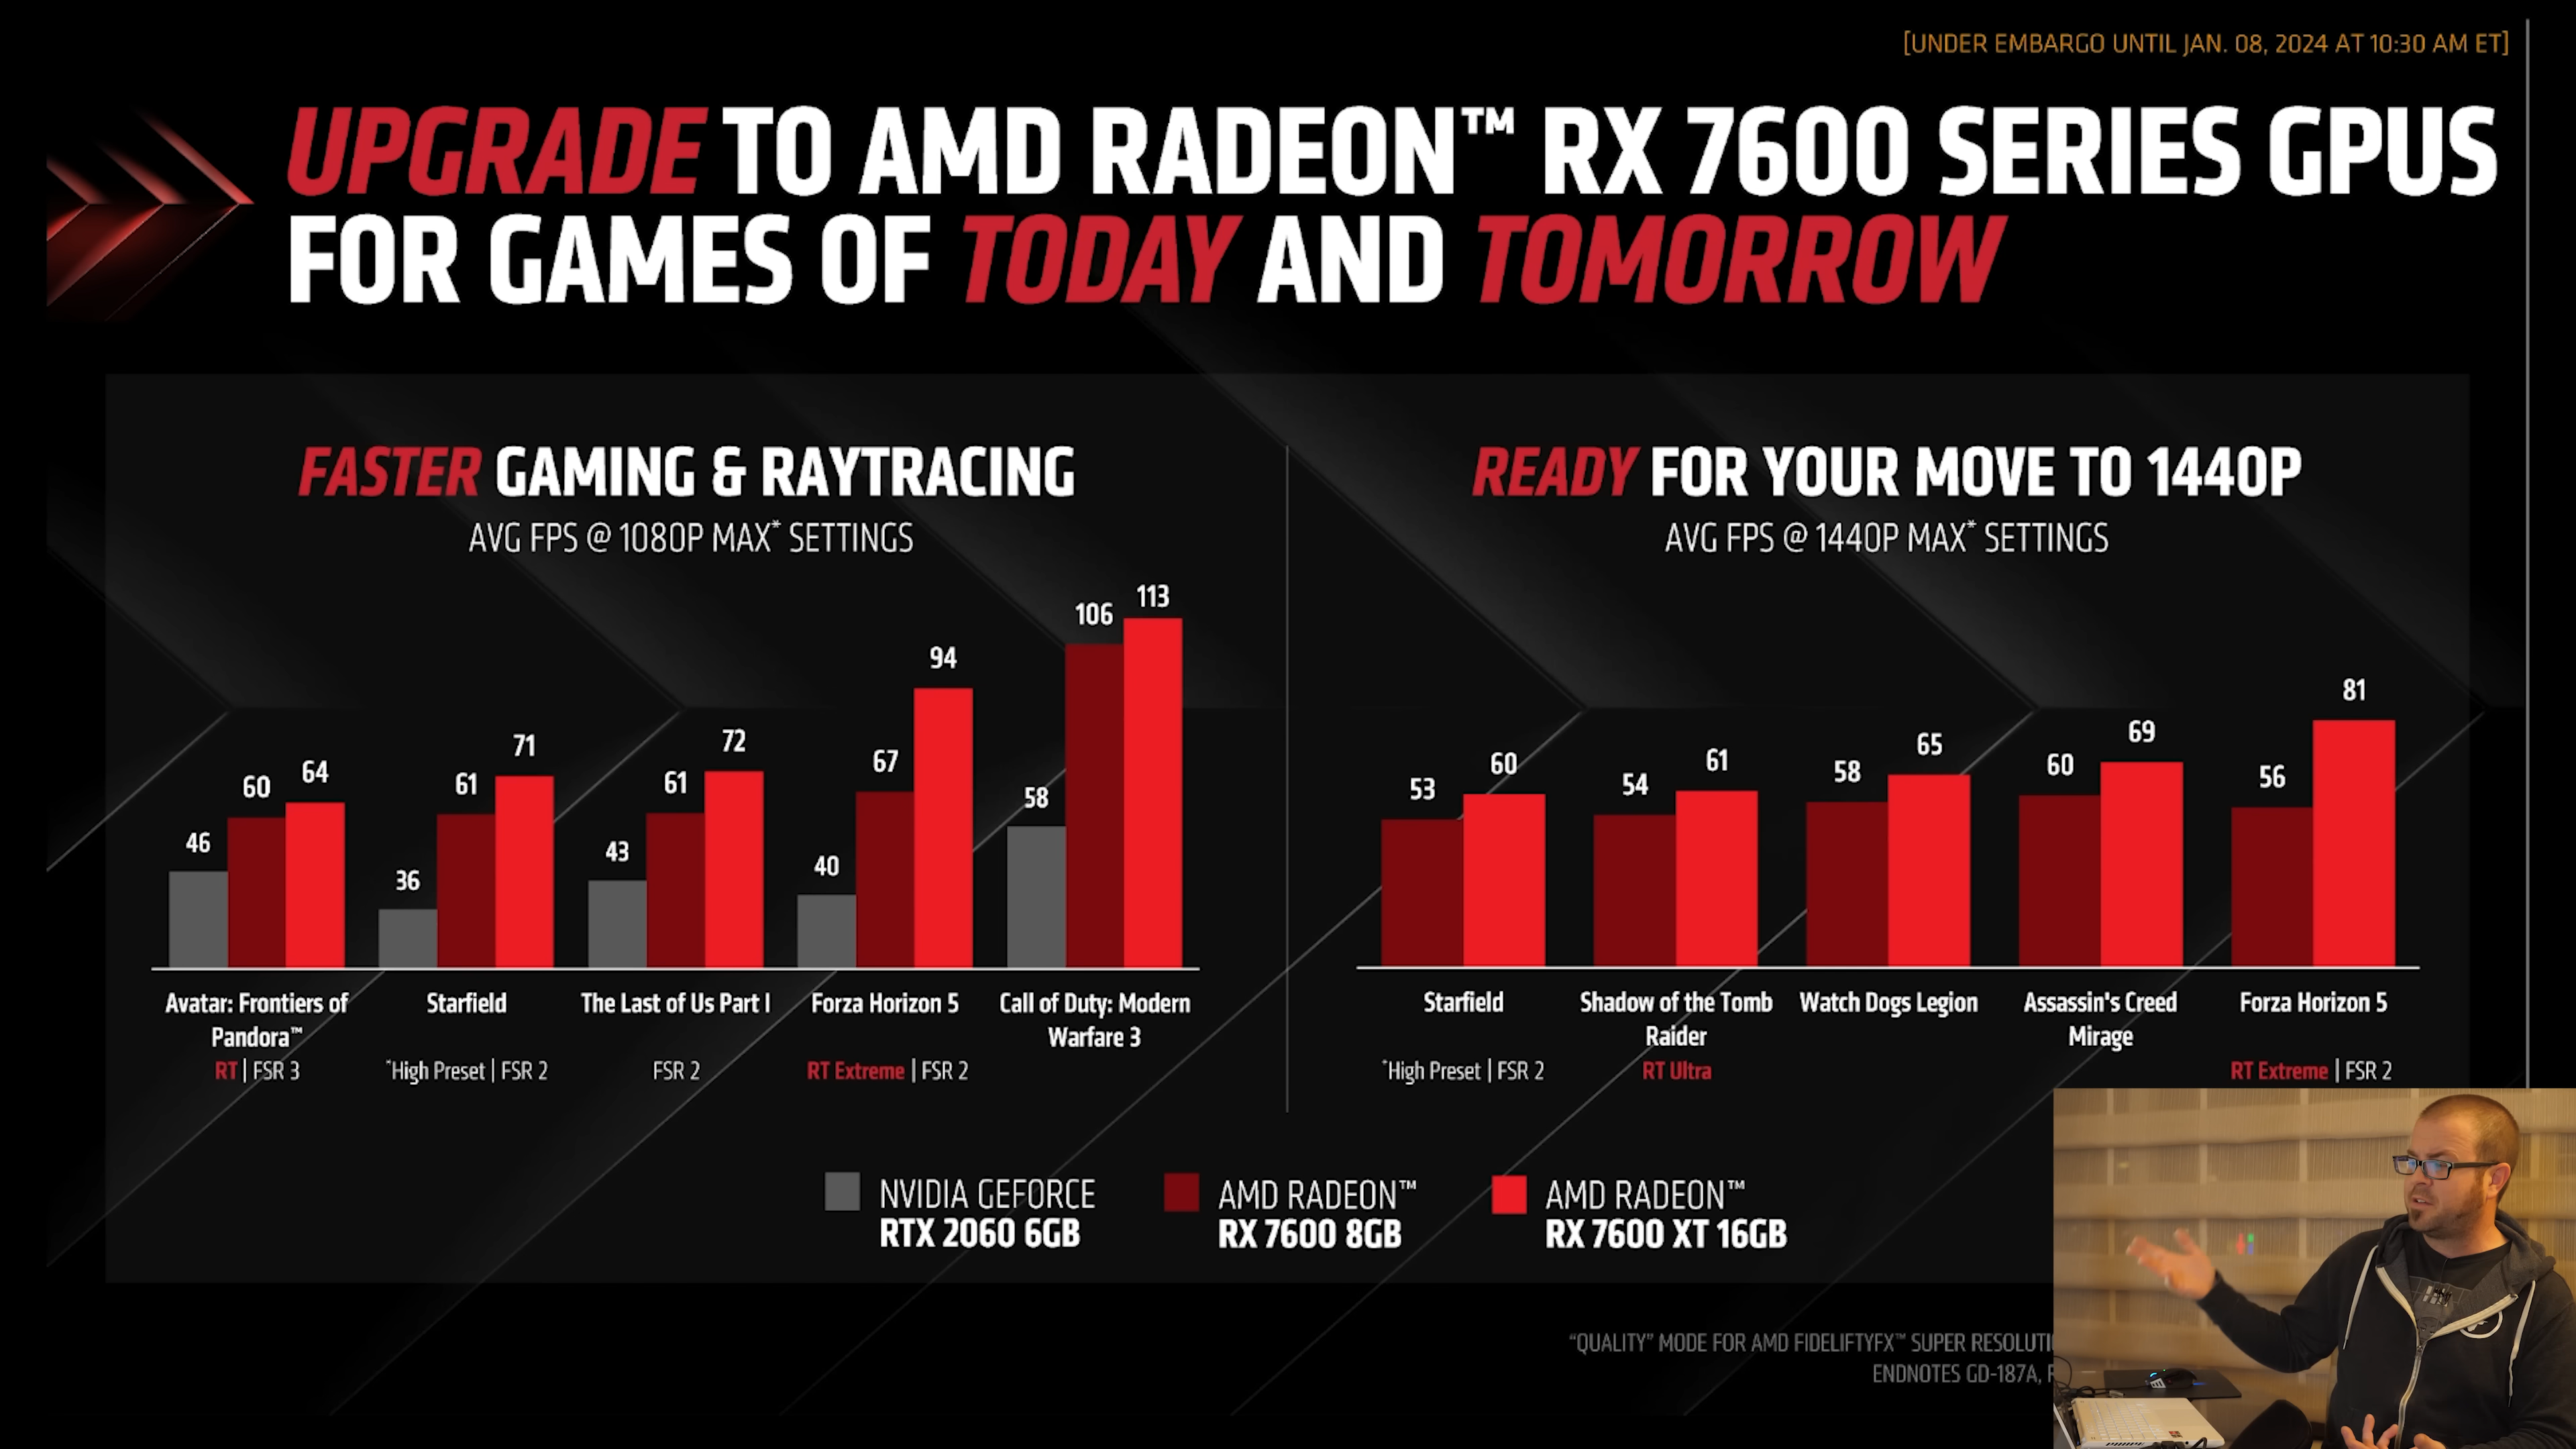 [UNDER EMBARGO UNTIL JAN. 08, 2024 AT 10:30 AM ET]
UPGRADE TO AMD RADEON™ RX 7600 SERIES GPUS
FOR GAMES OF TODAY AND TOMORROW
FASTER GAMING & RAYTRACING
AVG FPS @ 1080P MAX* SETTINGS
46 60 64
36 61 71
43 61 72
40 67 94
58 106 113
Avatar: Frontiers of
Pandora™
RT | FSR 3
Starfield
*High Preset | FSR 2
The Last of Us Part I
FSR 2
Forza Horizon 5
RT Extreme | FSR 2
Call of Duty: Modern
Warfare 3
READY FOR YOUR MOVE TO 1440P
AVG FPS @ 1440P MAX* SETTINGS
53 60
54 61
58 65
60 69
56 81
Starfield
*High Preset | FSR 2
Shadow of the Tomb
Raider
RT Ultra
Watch Dogs Legion
Assassin's Creed
Mirage
Forza Horizon 5
RT Extreme | FSR 2
NVIDIA GEFORCE
RTX 2060 6GB
AMD RADEON™
RX 7600 8GB
AMD RADEON™
RX 7600 XT 16GB
“QUALITY” MODE FOR AMD FIDELIFTYFX™ SUPER
ENDNOTES GD-187A,